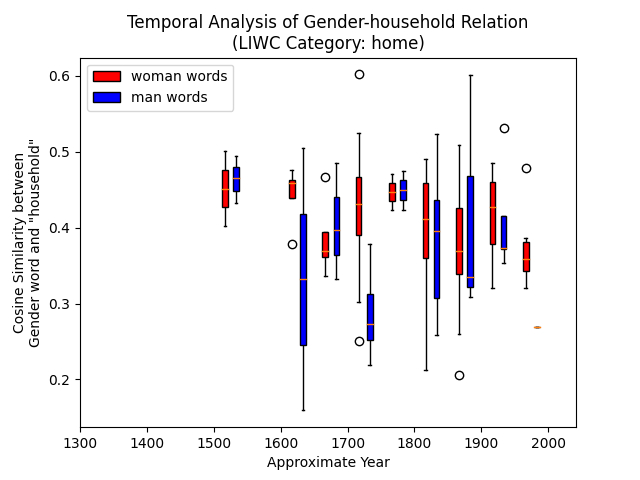 Temporal Analysis of Gender-household Relation
(LIWC Category: home)
woman words
man words
0.6
0.5
0.4
0.3
0.2
Cosine Similarity between
Gender word and "household"
1300 1400 1500 1600 1700 1800 1900 2000
Approximate Year